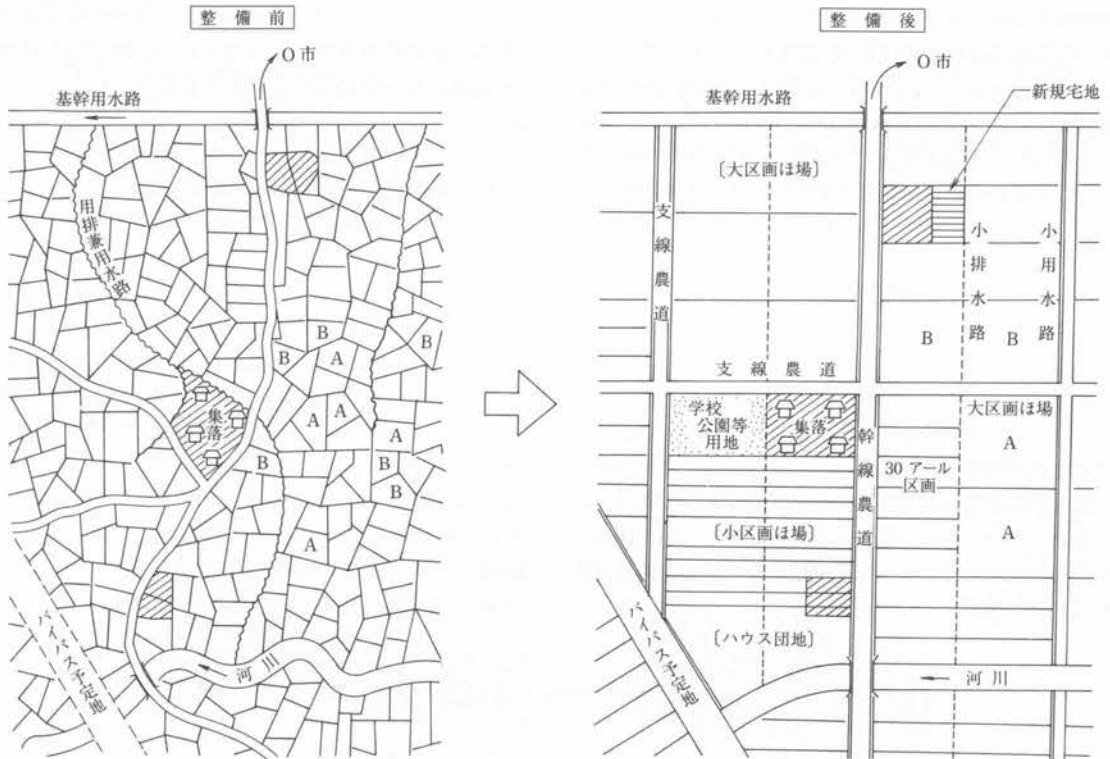 整備前
O市
基幹用水路
用排兼用水路
B
B
A
A
A
A
集落
B
B
B
A
バイパス予定地
河川
整備後
O市
基幹用水路
新規宅地
〔大区画ほ場〕
支線農道
小排水路
小用水路
B
B
支線農道
学校
公園等
用地
集落
幹線農道
大区画ほ場
A
30アール
区画
〔小区画ほ場〕
A
〔ハウス団地〕
バイパス予定地
河川